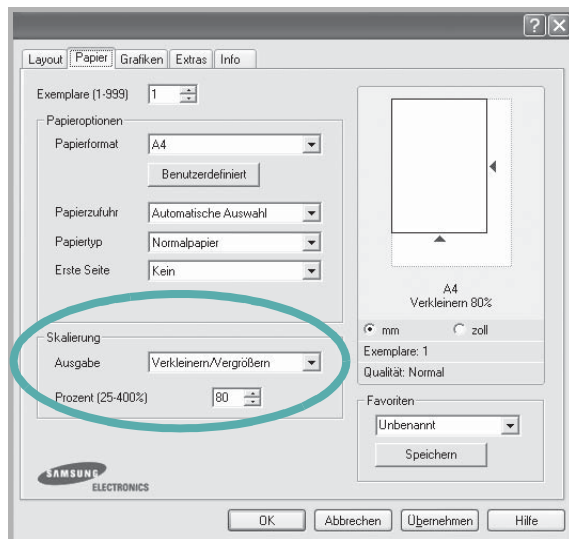 Layout Papier Grafiken Extras Info
Exemplare (1-999) 1
Papieroptionen
Papierformat A4
Benutzerdefiniert
Papierzufuhr Automatische Auswahl
Papiertyp Normalpapier
Erste Seite Kein
Skalierung
Ausgabe Verkleinern/Vergrößern
Prozent (25-400%) 80
SAMSUNG
ELECTRONICS
A4
Verkleinern 80%
mm zoll
Exemplare: 1
Qualität: Normal
Favoriten
Unbenannt
Speichern
OK Abbrechen Übernehmen Hilfe